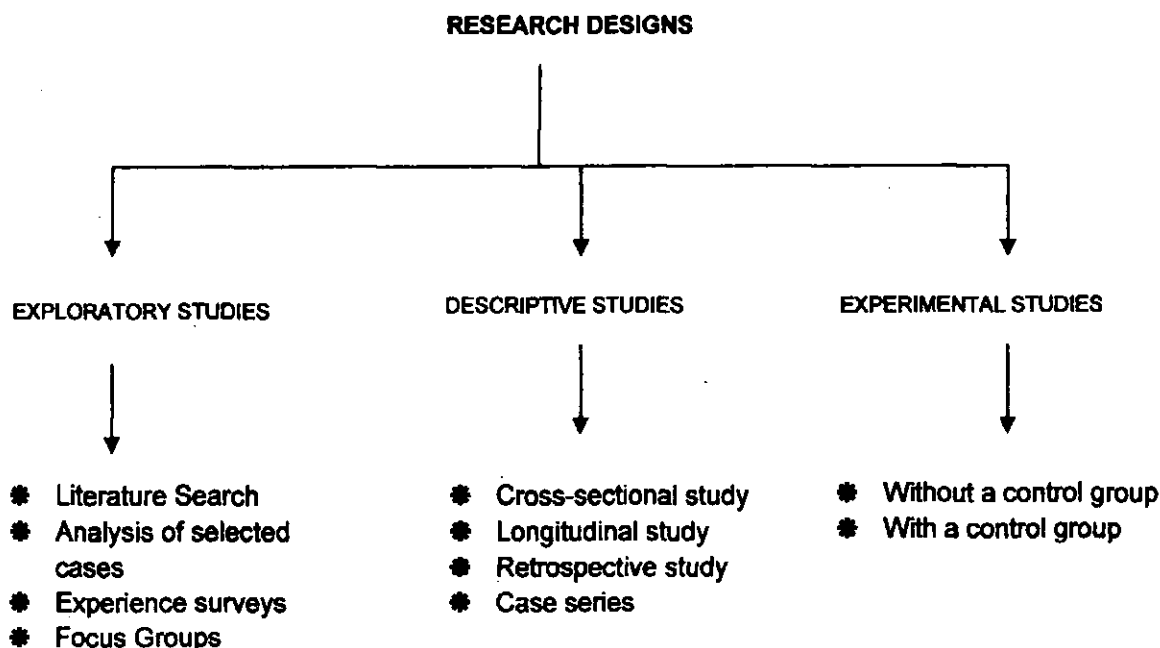 RESEARCH DESIGNS
EXPLORATORY STUDIES
DESCRIPTIVE STUDIES
EXPERIMENTAL STUDIES
Literature Search
Analysis of selected
cases
Experience surveys
Focus Groups
Cross-sectional study
Longitudinal study
Retrospective study
Case series
Without a control group
With a control group